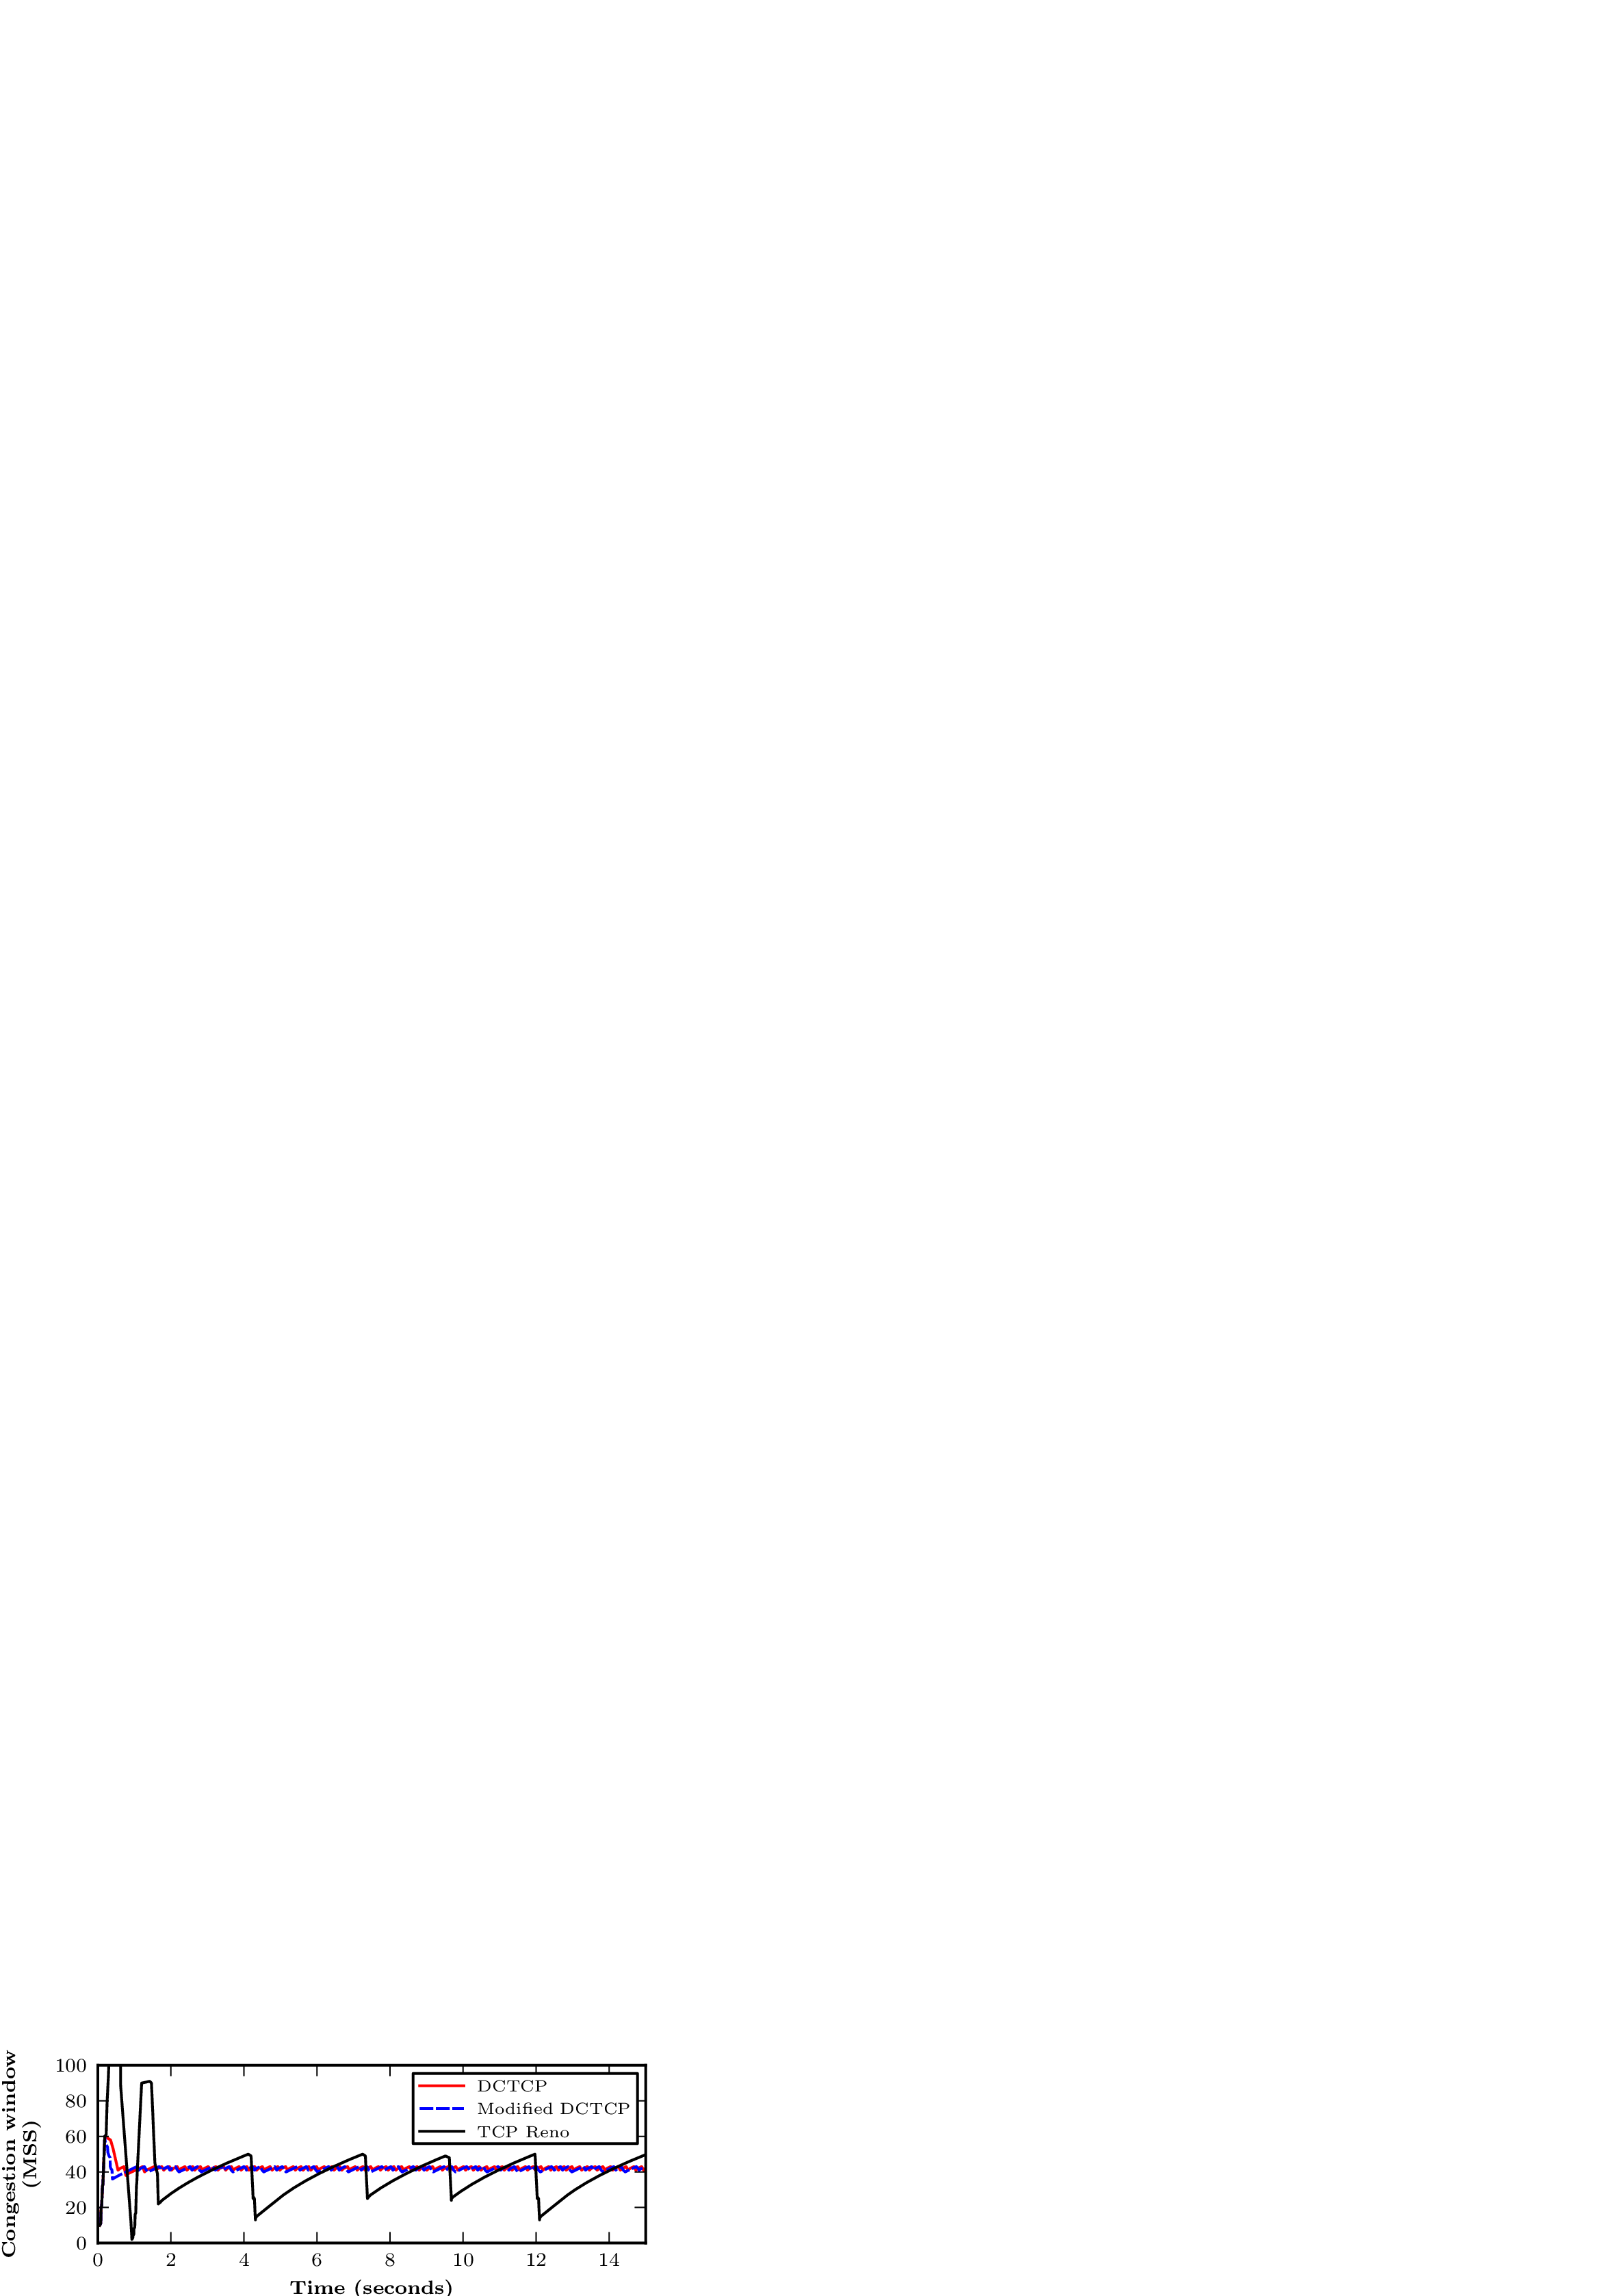 Congestion window
(MSS)
100
80
60
40
20
0
DCTCP
Modified DCTCP
TCP Reno
0 2 4 6 8 10 12 14
Time (seconds)